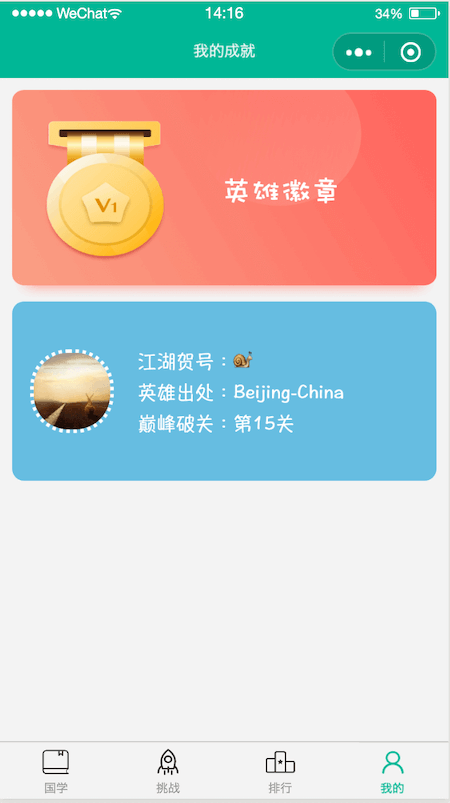 WeChat 14:16 34%
我的成就
V1
英雄徽章
江湖贺号：🐌
英雄出处：Beijing-China
巅峰破关：第15关
国学 挑战 排行 我的